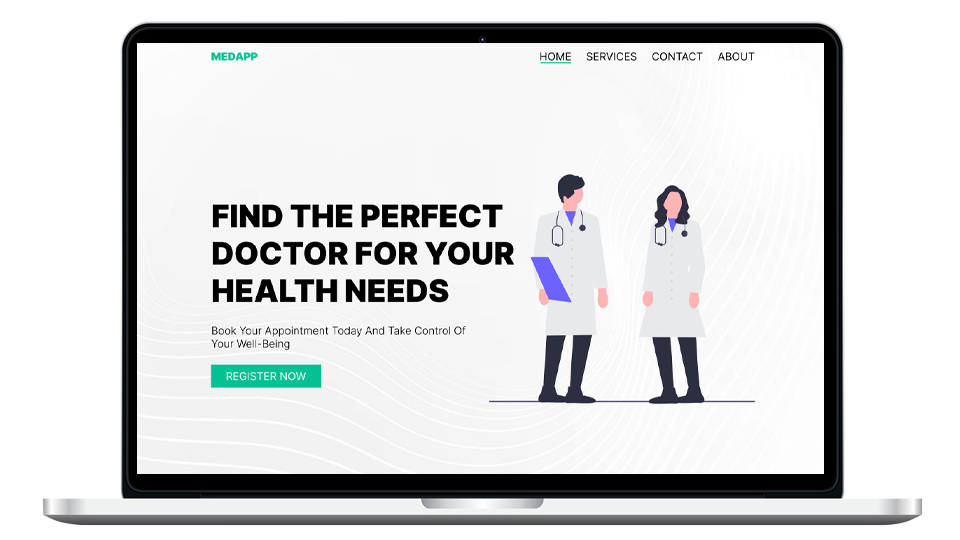 MEDAPP
HOME SERVICES CONTACT ABOUT
FIND THE PERFECT
DOCTOR FOR YOUR
HEALTH NEEDS
Book Your Appointment Today And Take Control Of
Your Well-Being
REGISTER NOW